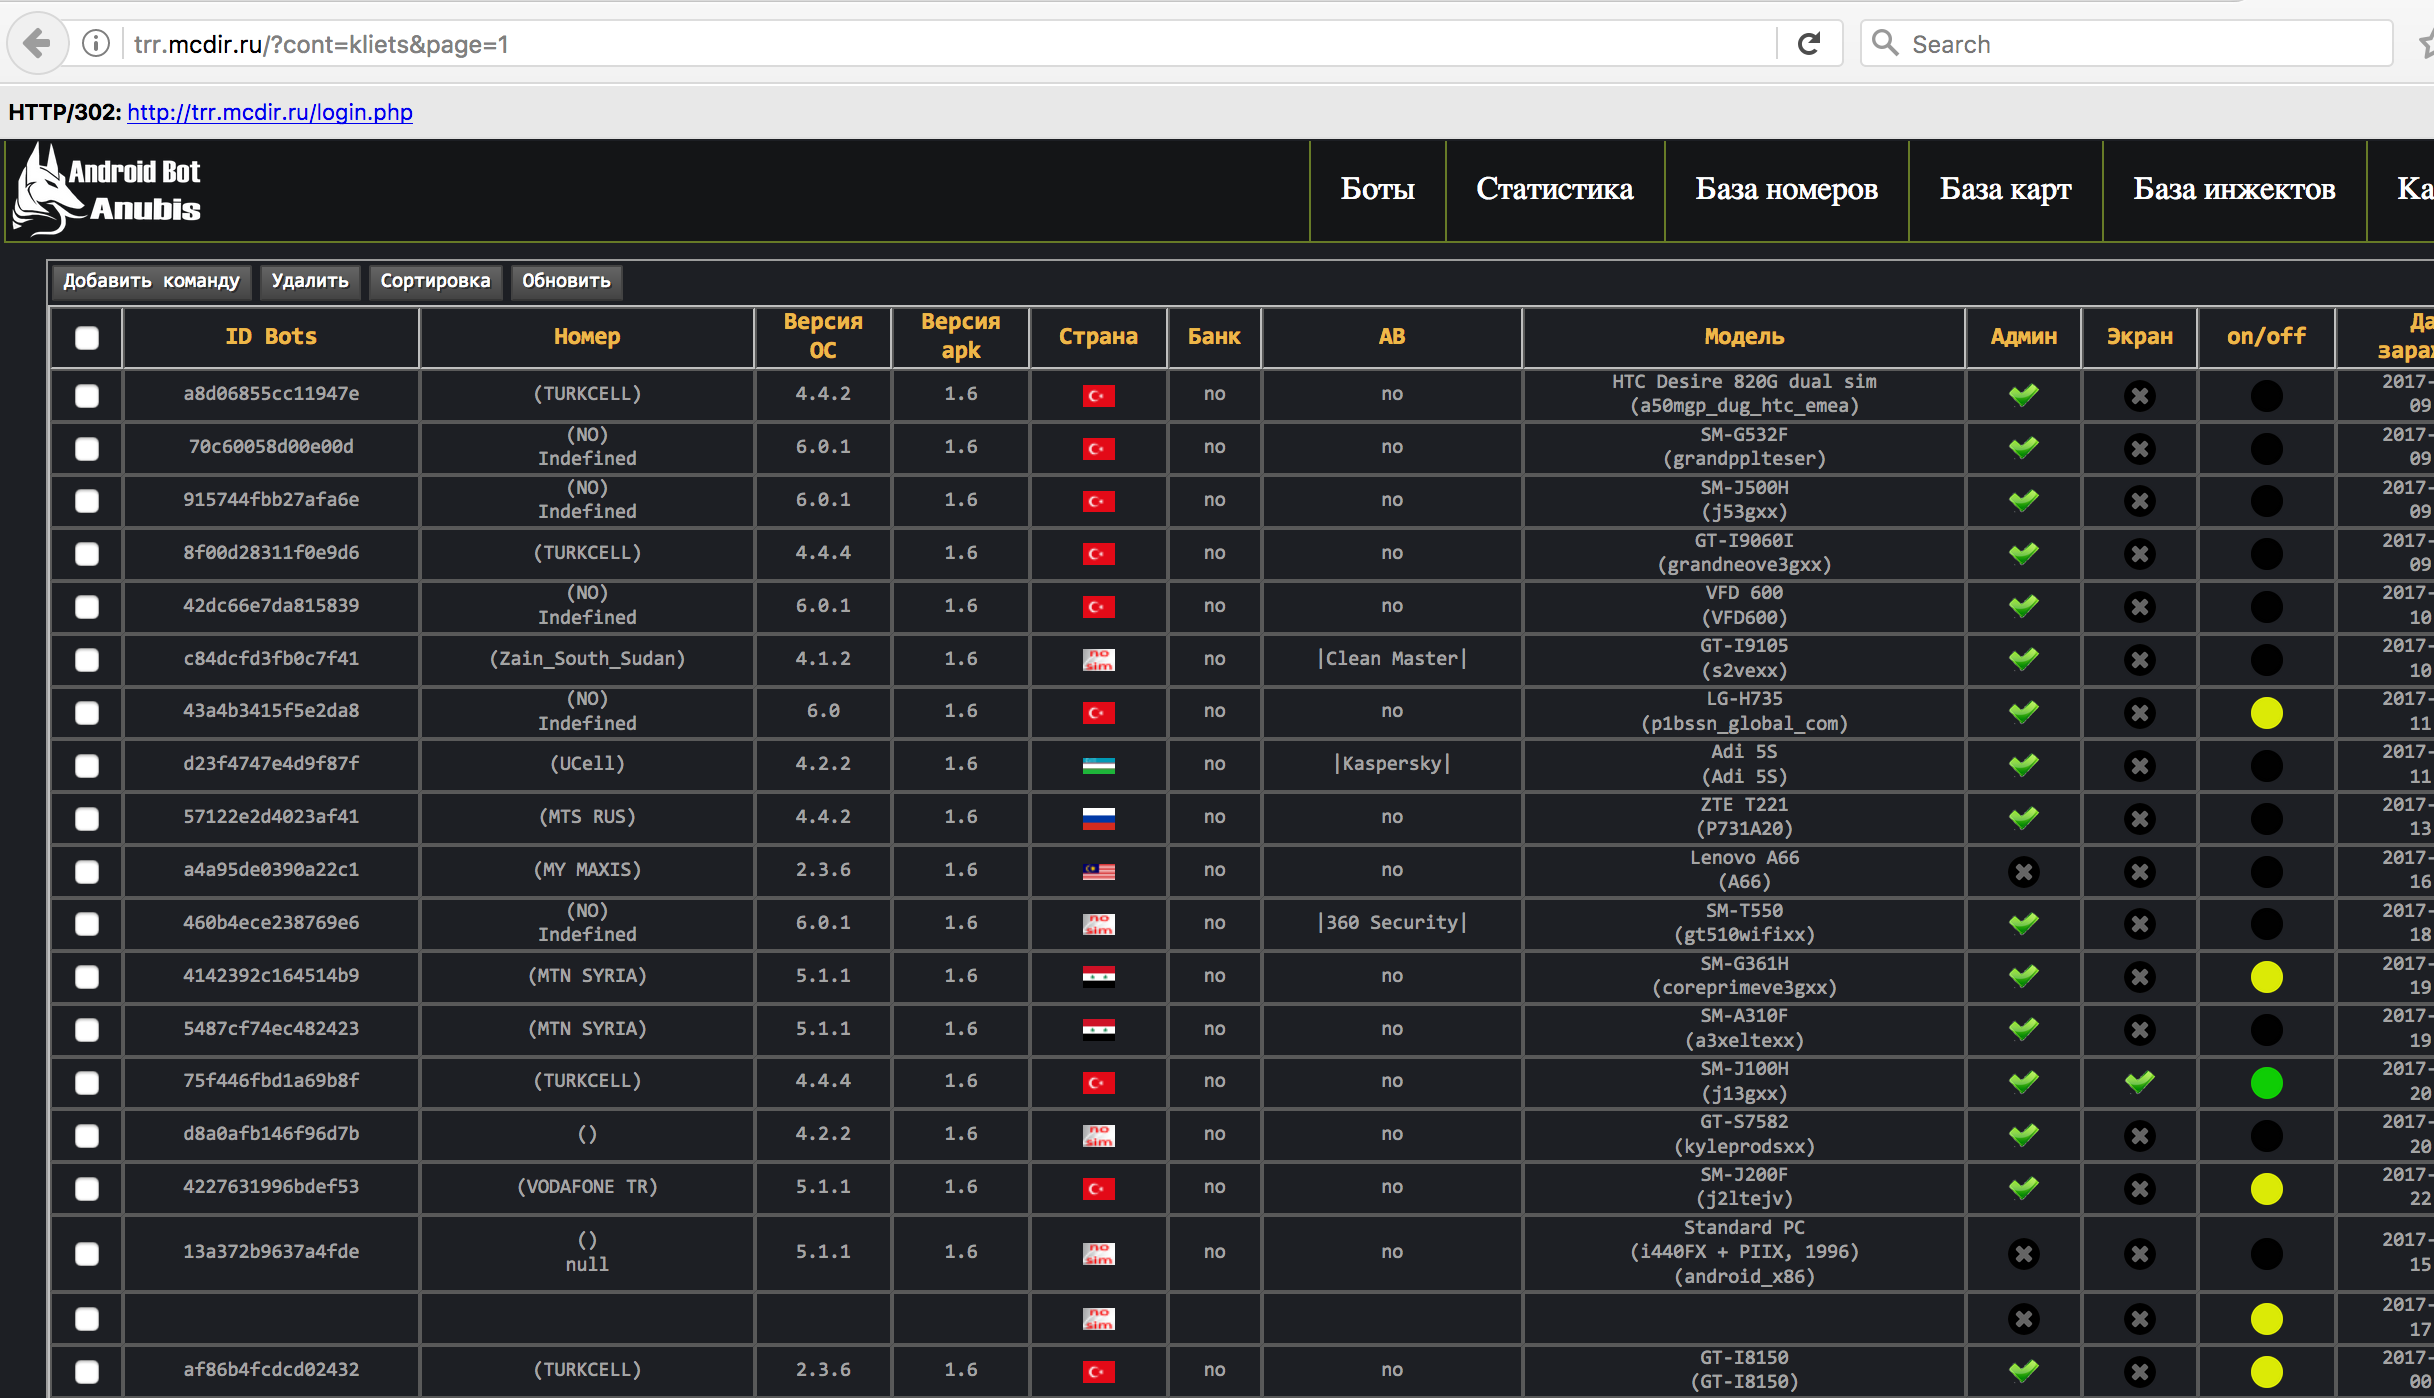 trr.mcdir.ru/?cont=kliets&page=1
Search
HTTP/302: http://trr.mcdir.ru/login.php
Android Bot
Anubis
Боты
Статистика
База номеров
База карт
База инжектов
Ка
Добавить команду Удалить Сортировка Обновить
ID Bots Номер Версия ОС Версия apk Страна Банк АВ Модель Админ Экран on/off Да зараж
a8d06855cc11947e (TURKCELL) 4.4.2 1.6 no no HTC Desire 820G dual sim (a50mgp_dug_htc_emea) 2017- 09
70c60058d00e00d (NO) Indefined 6.0.1 1.6 no no SM-G532F (grandpplteser) 2017- 09
915744fbb27afa6e (NO) Indefined 6.0.1 1.6 no no SM-J500H (j53gxx) 2017- 09
8f00d28311f0e9d6 (TURKCELL) 4.4.4 1.6 no no GT-I9060I (grandneove3gxx) 2017- 09
42dc66e7da815839 (NO) Indefined 6.0.1 1.6 no no VFD 600 (VFD600) 2017- 10
c84dcfd3fb0c7f41 (Zain_South_Sudan) 4.1.2 1.6 no sim no |Clean Master| GT-I9105 (s2vexx) 2017- 10
43a4b3415f5e2da8 (NO) Indefined 6.0 1.6 no no LG-H735 (p1bssn_global_com) 2017- 11
d23f4747e4d9f87f (UCell) 4.2.2 1.6 no |Kaspersky| Adi 5S (Adi 5S) 2017- 11
57122e2d4023af41 (MTS RUS) 4.4.2 1.6 no no ZTE T221 (P731A20) 2017- 13
a4a95de0390a22c1 (MY MAXIS) 2.3.6 1.6 no no Lenovo A66 (A66) 2017- 16
460b4ece238769e6 (NO) Indefined 6.0.1 1.6 no sim no |360 Security| SM-T550 (gt510wifixx) 2017- 18
4142392c164514b9 (MTN SYRIA) 5.1.1 1.6 no no SM-G361H (coreprimeve3gxx) 2017- 19
5487cf74ec482423 (MTN SYRIA) 5.1.1 1.6 no no SM-A310F (a3xeltexx) 2017- 19
75f446fbd1a69b8f (TURKCELL) 4.4.4 1.6 no no SM-J100H (j13gxx) 2017- 20
d8a0afb146f96d7b () 4.2.2 1.6 no sim no no GT-S7582 (kyleprodsxx) 2017- 20
4227631996bdef53 (VODAFONE TR) 5.1.1 1.6 no no SM-J200F (j2ltejv) 2017- 22
13a372b9637a4fde () null 5.1.1 1.6 no sim no no Standard PC (i440FX + PIIX, 1996) (android_x86) 2017- 15
no sim 2017- 17
af86b4fcdcd02432 (TURKCELL) 2.3.6 1.6 no no GT-I8150 (GT-I8150) 2017- 00